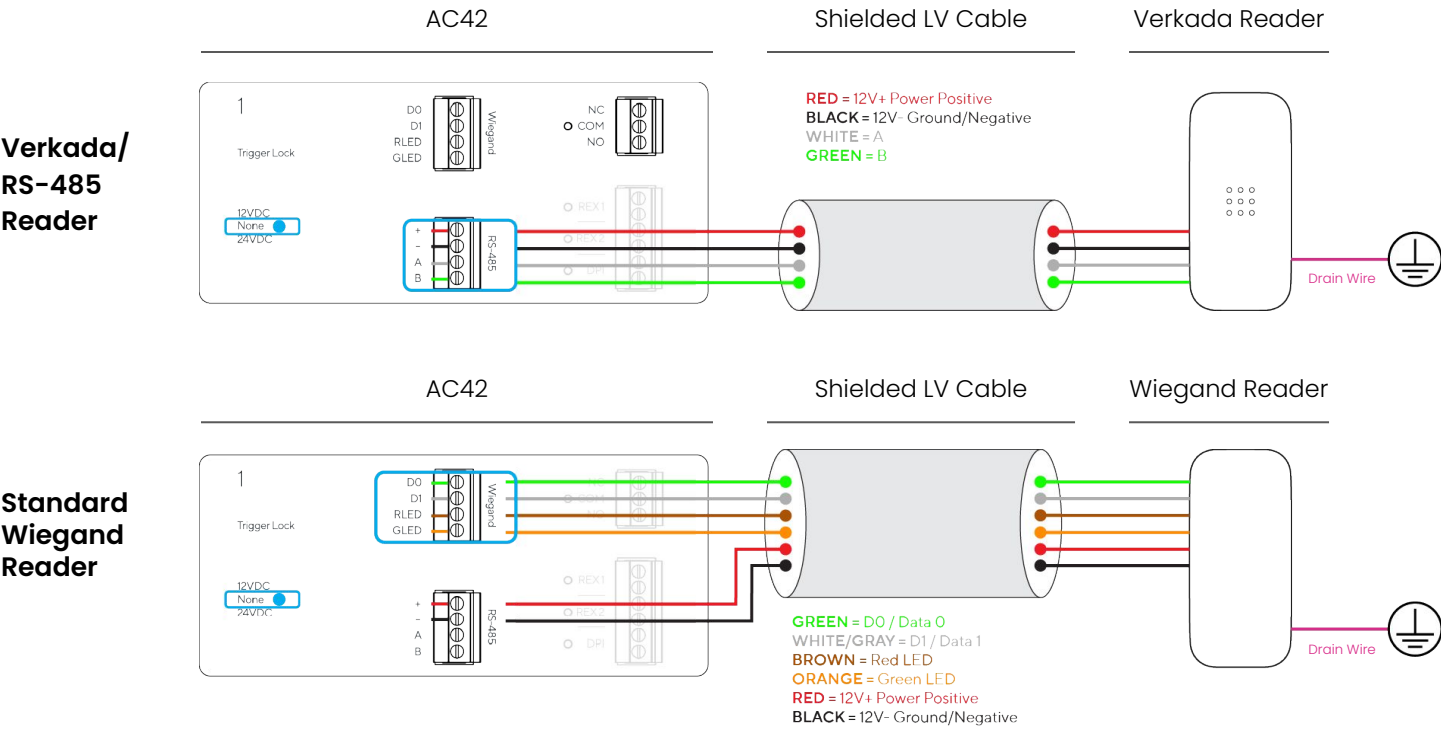 AC42
Shielded LV Cable
Verkada Reader
Verkada/
RS-485
Reader
1
Trigger Lock
12VDC
None
24VDC
D0
D1
RLED
GLED
Wiegand
NC
COM
NO
+
-
A
B
RS-485
REX1
REX2
DPI
RED = 12V+ Power Positive
BLACK = 12V- Ground/Negative
WHITE = A
GREEN = B
Drain Wire
AC42
Shielded LV Cable
Wiegand Reader
Standard
Wiegand
Reader
1
Trigger Lock
12VDC
None
24VDC
D0
D1
RLED
GLED
Wiegand
NC
COM
NO
+
-
A
B
RS-485
REX1
REX2
DPI
GREEN = D0 / Data 0
WHITE/GRAY = D1 / Data 1
BROWN = Red LED
ORANGE = Green LED
RED = 12V+ Power Positive
BLACK = 12V- Ground/Negative
Drain Wire